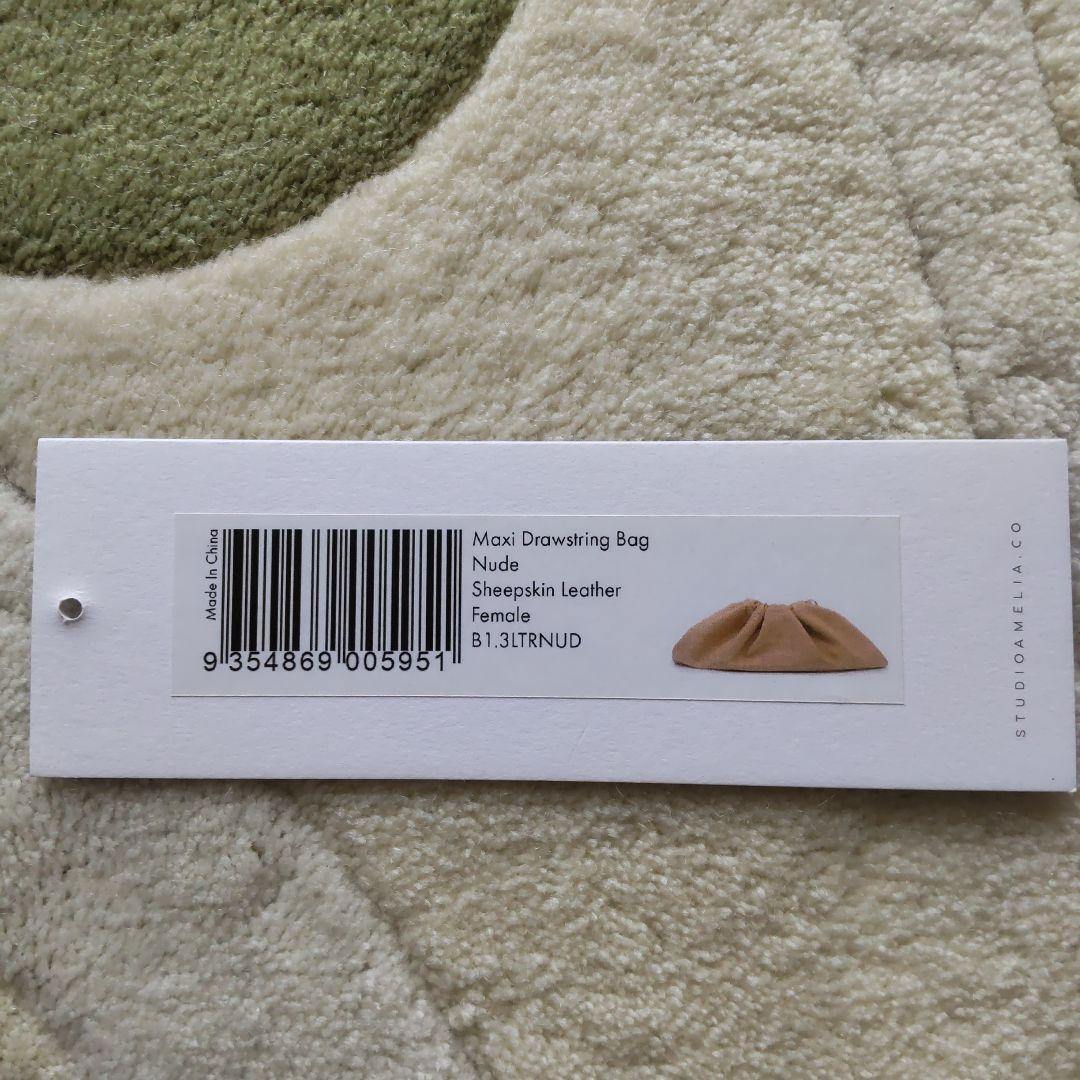 Made In China
9 354869 005951
Maxi Drawstring Bag
Nude
Sheepskin Leather
Female
B1.3LTRNUD
STUDIOAMELIA.CO